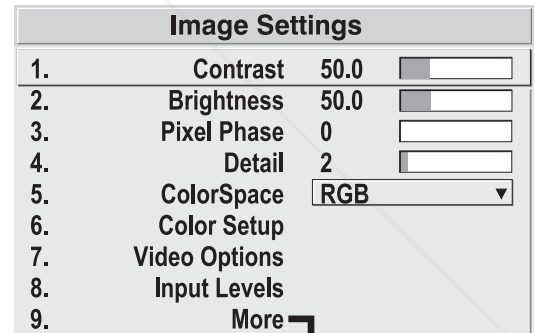 Image Settings
1. Contrast 50.0
2. Brightness 50.0
3. Pixel Phase 0
4. Detail 2
5. ColorSpace RGB
6. Color Setup
7. Video Options
8. Input Levels
9. More